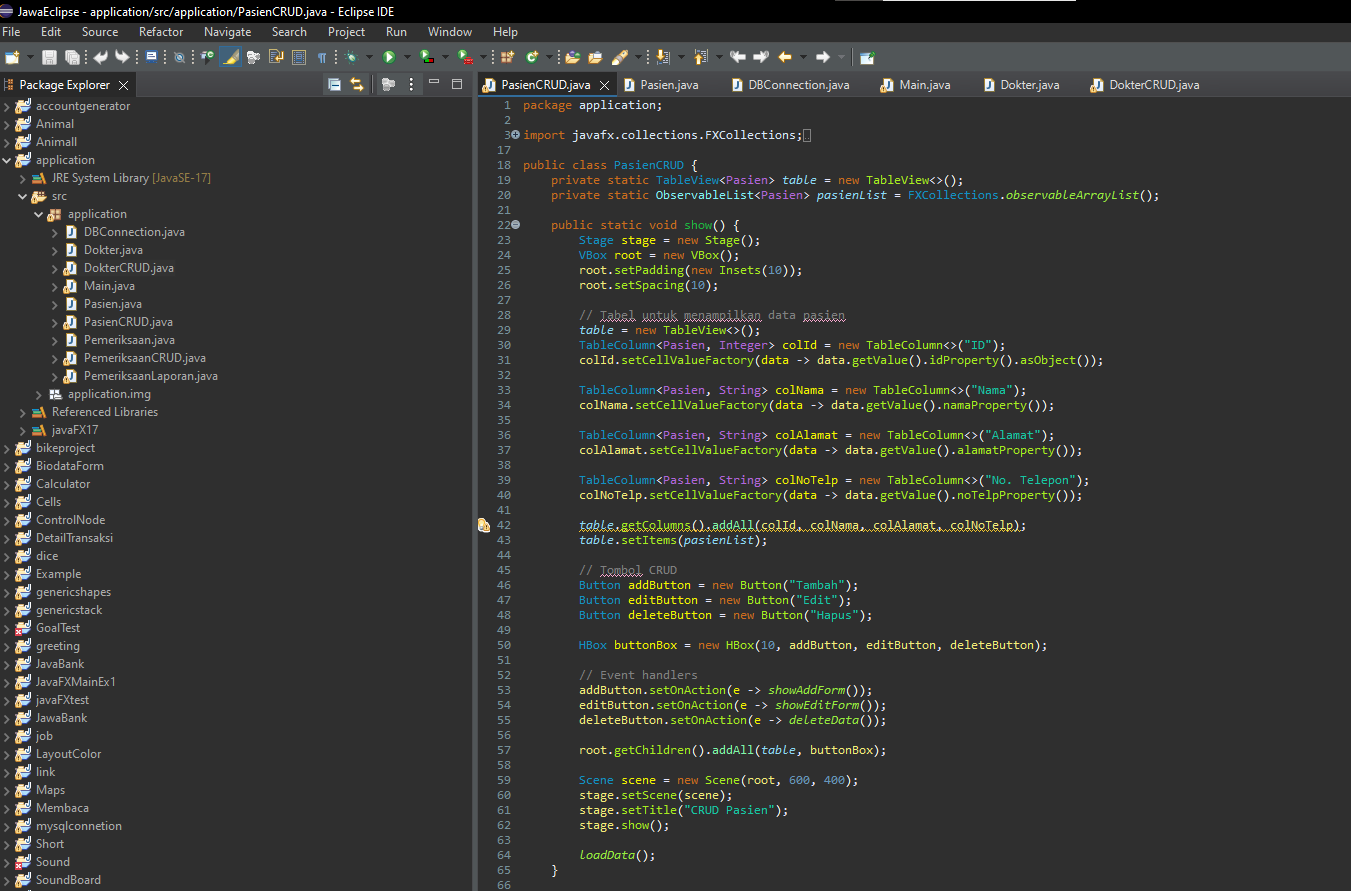 JawaEclipse - application/src/application/PasienCRUD.java - Eclipse IDE
File Edit Source Refactor Navigate Search Project Run Window Help
Package Explorer
accountgenerator
Animal
Animall
application
JRE System Library [JavaSE-17]
src
application
DBConnection.java
Dokter.java
DokterCRUD.java
Main.java
Pasien.java
PasienCRUD.java
Pemeriksaan.java
PemeriksaanCRUD.java
PemeriksaanLaporan.java
application.img
Referenced Libraries
javaFX17
bikeproject
BiodataForm
Calculator
Cells
ControlNode
DetailTransaksi
dice
Example
genericshapes
genericstack
GoalTest
greeting
JavaBank
JavaFXMainEx1
javaFXtest
JawaBank
job
LayoutColor
link
Maps
Membaca
mysqlconnetion
Short
Sound
SoundBoard
PasienCRUD.java Pasien.java DBConnection.java Main.java Dokter.java DokterCRUD.java
1 package application;
2
3 import javafx.collections.FXCollections;
17
18 public class PasienCRUD {
19 private static TableView<Pasien> table = new TableView<>();
20 private static ObservableList<Pasien> pasienList = FXCollections.observableArrayList();
21
22 public static void show() {
23 Stage stage = new Stage();
24 VBox root = new VBox();
25 root.setPadding(new Insets(10));
26 root.setSpacing(10);
27
28 // Tabel untuk menampilkan data pasien
29 table = new TableView<>();
30 TableColumn<Pasien, Integer> colId = new TableColumn<>("ID");
31 colId.setCellValueFactory(data -> data.getValue().idProperty().asObject());
32
33 TableColumn<Pasien, String> colNama = new TableColumn<>("Nama");
34 colNama.setCellValueFactory(data -> data.getValue().namaProperty());
35
36 TableColumn<Pasien, String> colAlamat = new TableColumn<>("Alamat");
37 colAlamat.setCellValueFactory(data -> data.getValue().alamatProperty());
38
39 TableColumn<Pasien, String> colNoTelp = new TableColumn<>("No. Telepon");
40 colNoTelp.setCellValueFactory(data -> data.getValue().noTelpProperty());
41
42 table.getColumns().addAll(colId, colNama, colAlamat, colNoTelp);
43 table.setItems(pasienList);
44
45 // Tombol CRUD
46 Button addButton = new Button("Tambah");
47 Button editButton = new Button("Edit");
48 Button deleteButton = new Button("Hapus");
49
50 HBox buttonBox = new HBox(10, addButton, editButton, deleteButton);
51
52 // Event handlers
53 addButton.setOnAction(e -> showAddForm());
54 editButton.setOnAction(e -> showEditForm());
55 deleteButton.setOnAction(e -> deleteData());
56
57 root.getChildren().addAll(table, buttonBox);
58
59 Scene scene = new Scene(root, 600, 400);
60 stage.setScene(scene);
61 stage.setTitle("CRUD Pasien");
62 stage.show();
63
64 loadData();
65 }
66